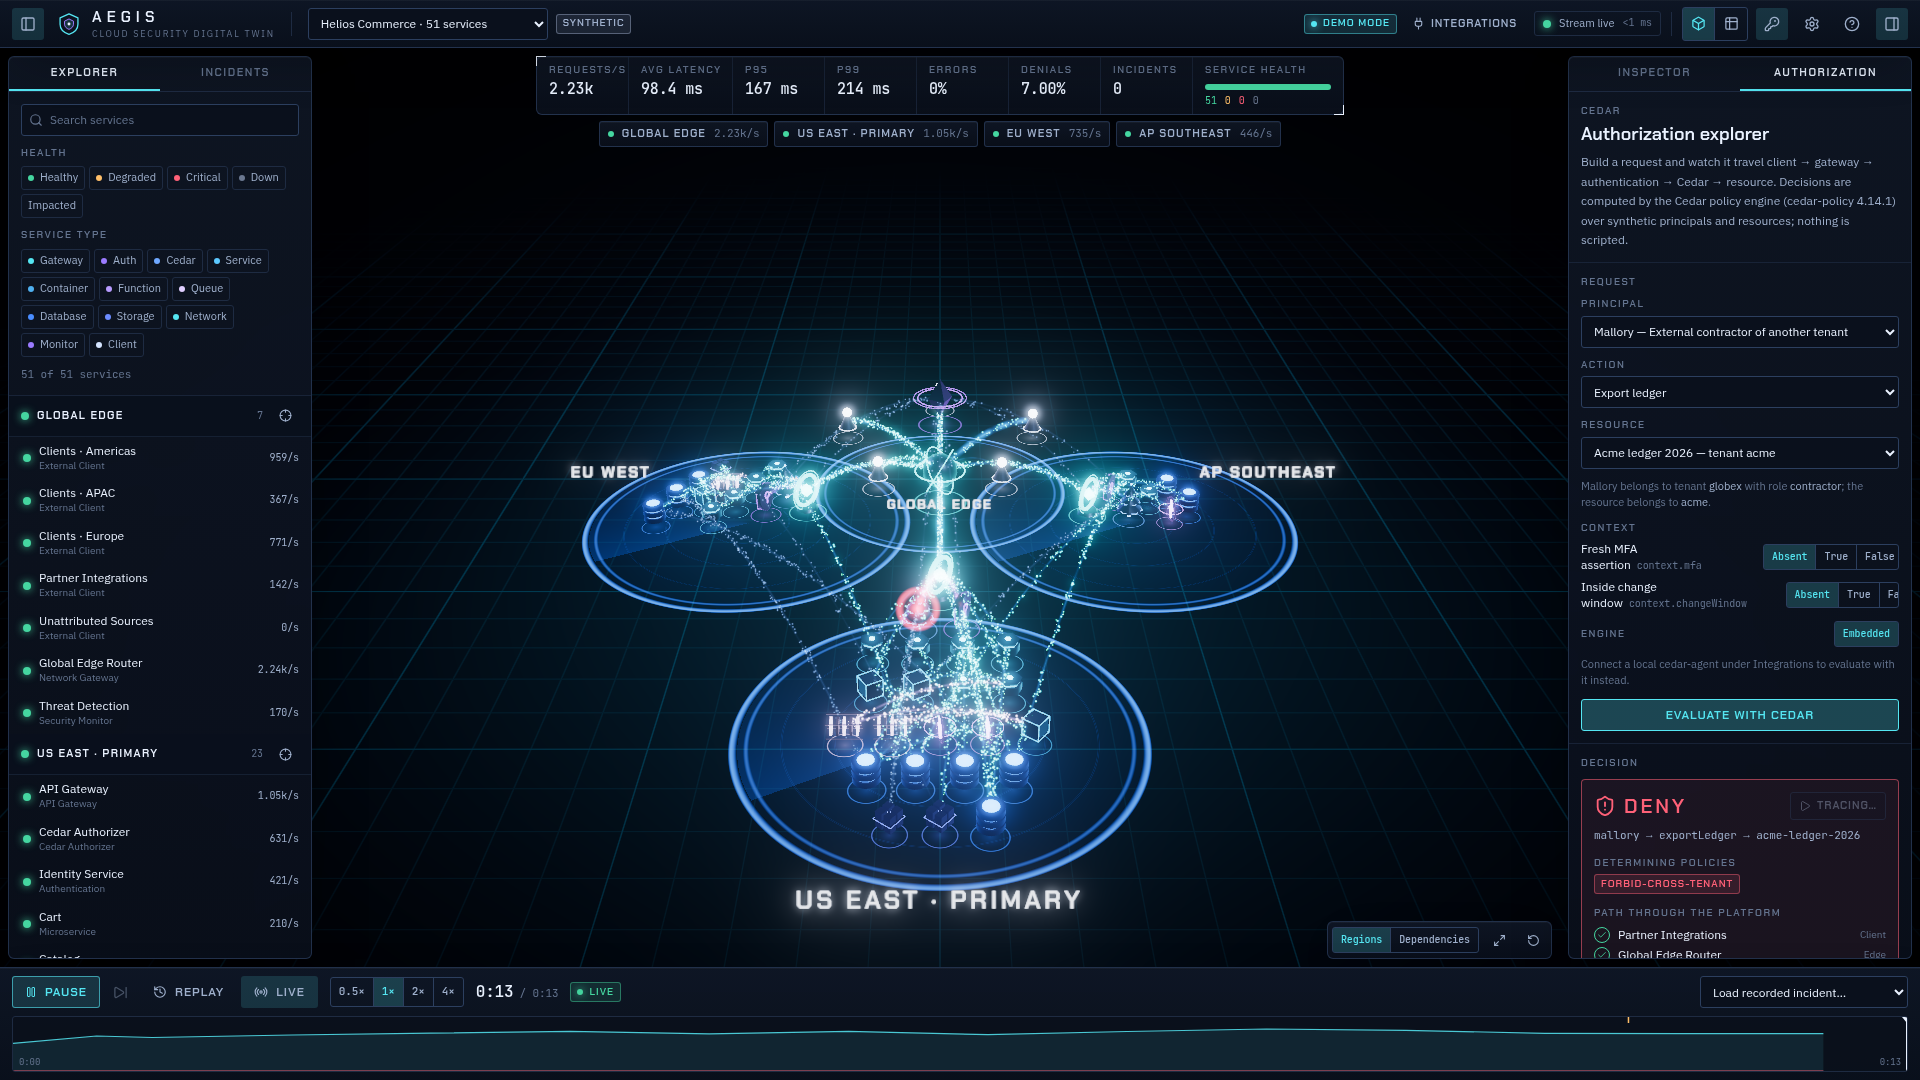 AEGIS
CLOUD SECURITY DIGITAL TWIN
Helios Commerce · 51 services
SYNTHETIC
DEMO MODE
INTEGRATIONS
Stream live <1 ms
EXPLORER
INCIDENTS
Search services
HEALTH
Healthy
Degraded
Critical
Down
Impacted
SERVICE TYPE
Gateway
Auth
Cedar
Service
Container
Function
Queue
Database
Storage
Network
Monitor
Client
51 of 51 services
GLOBAL EDGE 7
Clients · Americas
External Client
959/s
Clients · APAC
External Client
367/s
Clients · Europe
External Client
771/s
Partner Integrations
External Client
142/s
Unattributed Sources
External Client
0/s
Global Edge Router
Network Gateway
2.24k/s
Threat Detection
Security Monitor
170/s
US EAST · PRIMARY 23
API Gateway
API Gateway
1.05k/s
Cedar Authorizer
Cedar Authorizer
631/s
Identity Service
Authentication
421/s
Cart
Microservice
210/s
REQUESTS/S
2.23k
AVG LATENCY
98.4 ms
P95
167 ms
P99
214 ms
ERRORS
0%
DENIALS
7.00%
INCIDENTS
0
SERVICE HEALTH
51 0 0 0
GLOBAL EDGE 2.23k/s
US EAST · PRIMARY 1.05k/s
EU WEST 735/s
AP SOUTHEAST 446/s
EU WEST
AP SOUTHEAST
GLOBAL EDGE
US EAST · PRIMARY
Regions
Dependencies
INSPECTOR
AUTHORIZATION
CEDAR
Authorization explorer
Build a request and watch it travel client → gateway →
authentication → Cedar → resource. Decisions are
computed by the Cedar policy engine (cedar-policy 4.14.1)
over synthetic principals and resources; nothing is
scripted.
REQUEST
PRINCIPAL
Mallory — External contractor of another tenant
ACTION
Export ledger
RESOURCE
Acme ledger 2026 — tenant acme
Mallory belongs to tenant globex with role contractor; the
resource belongs to acme.
CONTEXT
Fresh MFA
assertion context.mfa
Absent True False
Inside change
window context.changeWindow
Absent True Fa
ENGINE
Embedded
Connect a local cedar-agent under Integrations to evaluate with
it instead.
EVALUATE WITH CEDAR
DECISION
DENY
TRACING…
mallory → exportLedger → acme-ledger-2026
DETERMINING POLICIES
FORBID-CROSS-TENANT
PATH THROUGH THE PLATFORM
Partner Integrations
Client
Global Edge Router
Edge
PAUSE
REPLAY
LIVE
0.5× 1× 2× 4×
0:13 / 0:13
LIVE
Load recorded incident...
0:00
0:13